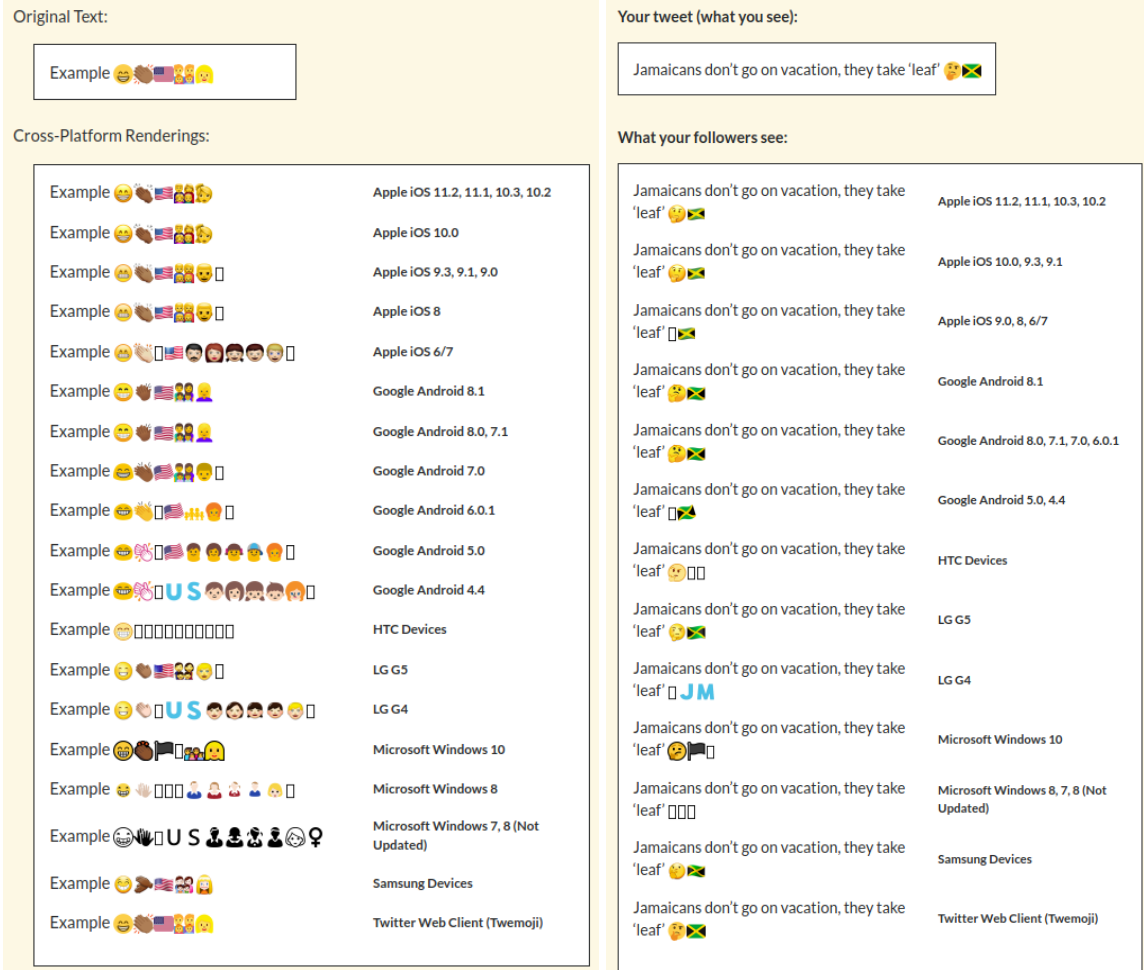 Original Text:
Example 😁👏🏾🇺🇸👨‍👩‍👧‍👦👱‍♀️
Cross-Platform Renderings:
Example Apple iOS 11.2, 11.1, 10.3, 10.2
Example Apple iOS 10.0
Example Apple iOS 9.3, 9.1, 9.0
Example Apple iOS 8
Example Apple iOS 6/7
Example Google Android 8.1
Example Google Android 8.0, 7.1
Example Google Android 7.0
Example Google Android 6.0.1
Example Google Android 5.0
Example U S Google Android 4.4
Example HTC Devices
Example LG G5
Example U S LG G4
Example Microsoft Windows 10
Example Microsoft Windows 8
Example U S Microsoft Windows 7, 8 (Not
Updated)
Example Samsung Devices
Example Twitter Web Client (Twemoji)
Your tweet (what you see):
Jamaicans don't go on vacation, they take 'leaf' 🤔🇯🇲
What your followers see:
Jamaicans don't go on vacation, they take
'leaf' Apple iOS 11.2, 11.1, 10.3, 10.2
Jamaicans don't go on vacation, they take
'leaf' Apple iOS 10.0, 9.3, 9.1
Jamaicans don't go on vacation, they take
'leaf' Apple iOS 9.0, 8, 6/7
Jamaicans don't go on vacation, they take
'leaf' Google Android 8.1
Jamaicans don't go on vacation, they take
'leaf' Google Android 8.0, 7.1, 7.0, 6.0.1
Jamaicans don't go on vacation, they take
'leaf' Google Android 5.0, 4.4
Jamaicans don't go on vacation, they take
'leaf' HTC Devices
Jamaicans don't go on vacation, they take
'leaf' LG G5
Jamaicans don't go on vacation, they take
'leaf' JM LG G4
Jamaicans don't go on vacation, they take
'leaf' Microsoft Windows 10
Jamaicans don't go on vacation, they take
'leaf' Microsoft Windows 8, 7, 8 (Not
Updated)
Jamaicans don't go on vacation, they take
'leaf' Samsung Devices
Jamaicans don't go on vacation, they take
'leaf' Twitter Web Client (Twemoji)